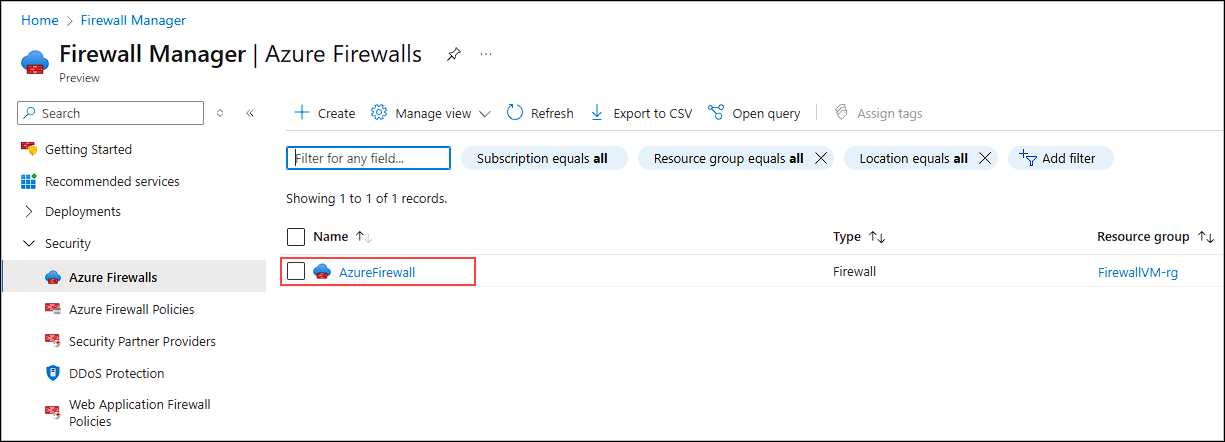 Home > Firewall Manager
Firewall Manager | Azure Firewalls ...
Preview
Search
Getting Started
Recommended services
Deployments
Security
Azure Firewalls
Azure Firewall Policies
Security Partner Providers
DDoS Protection
Web Application Firewall
Policies
Create Manage view Refresh Export to CSV Open query Assign tags
Filter for any field... Subscription equals all Resource group equals all Location equals all Add filter
Showing 1 to 1 of 1 records.
Name Type Resource group
AzureFirewall Firewall FirewallVM-rg